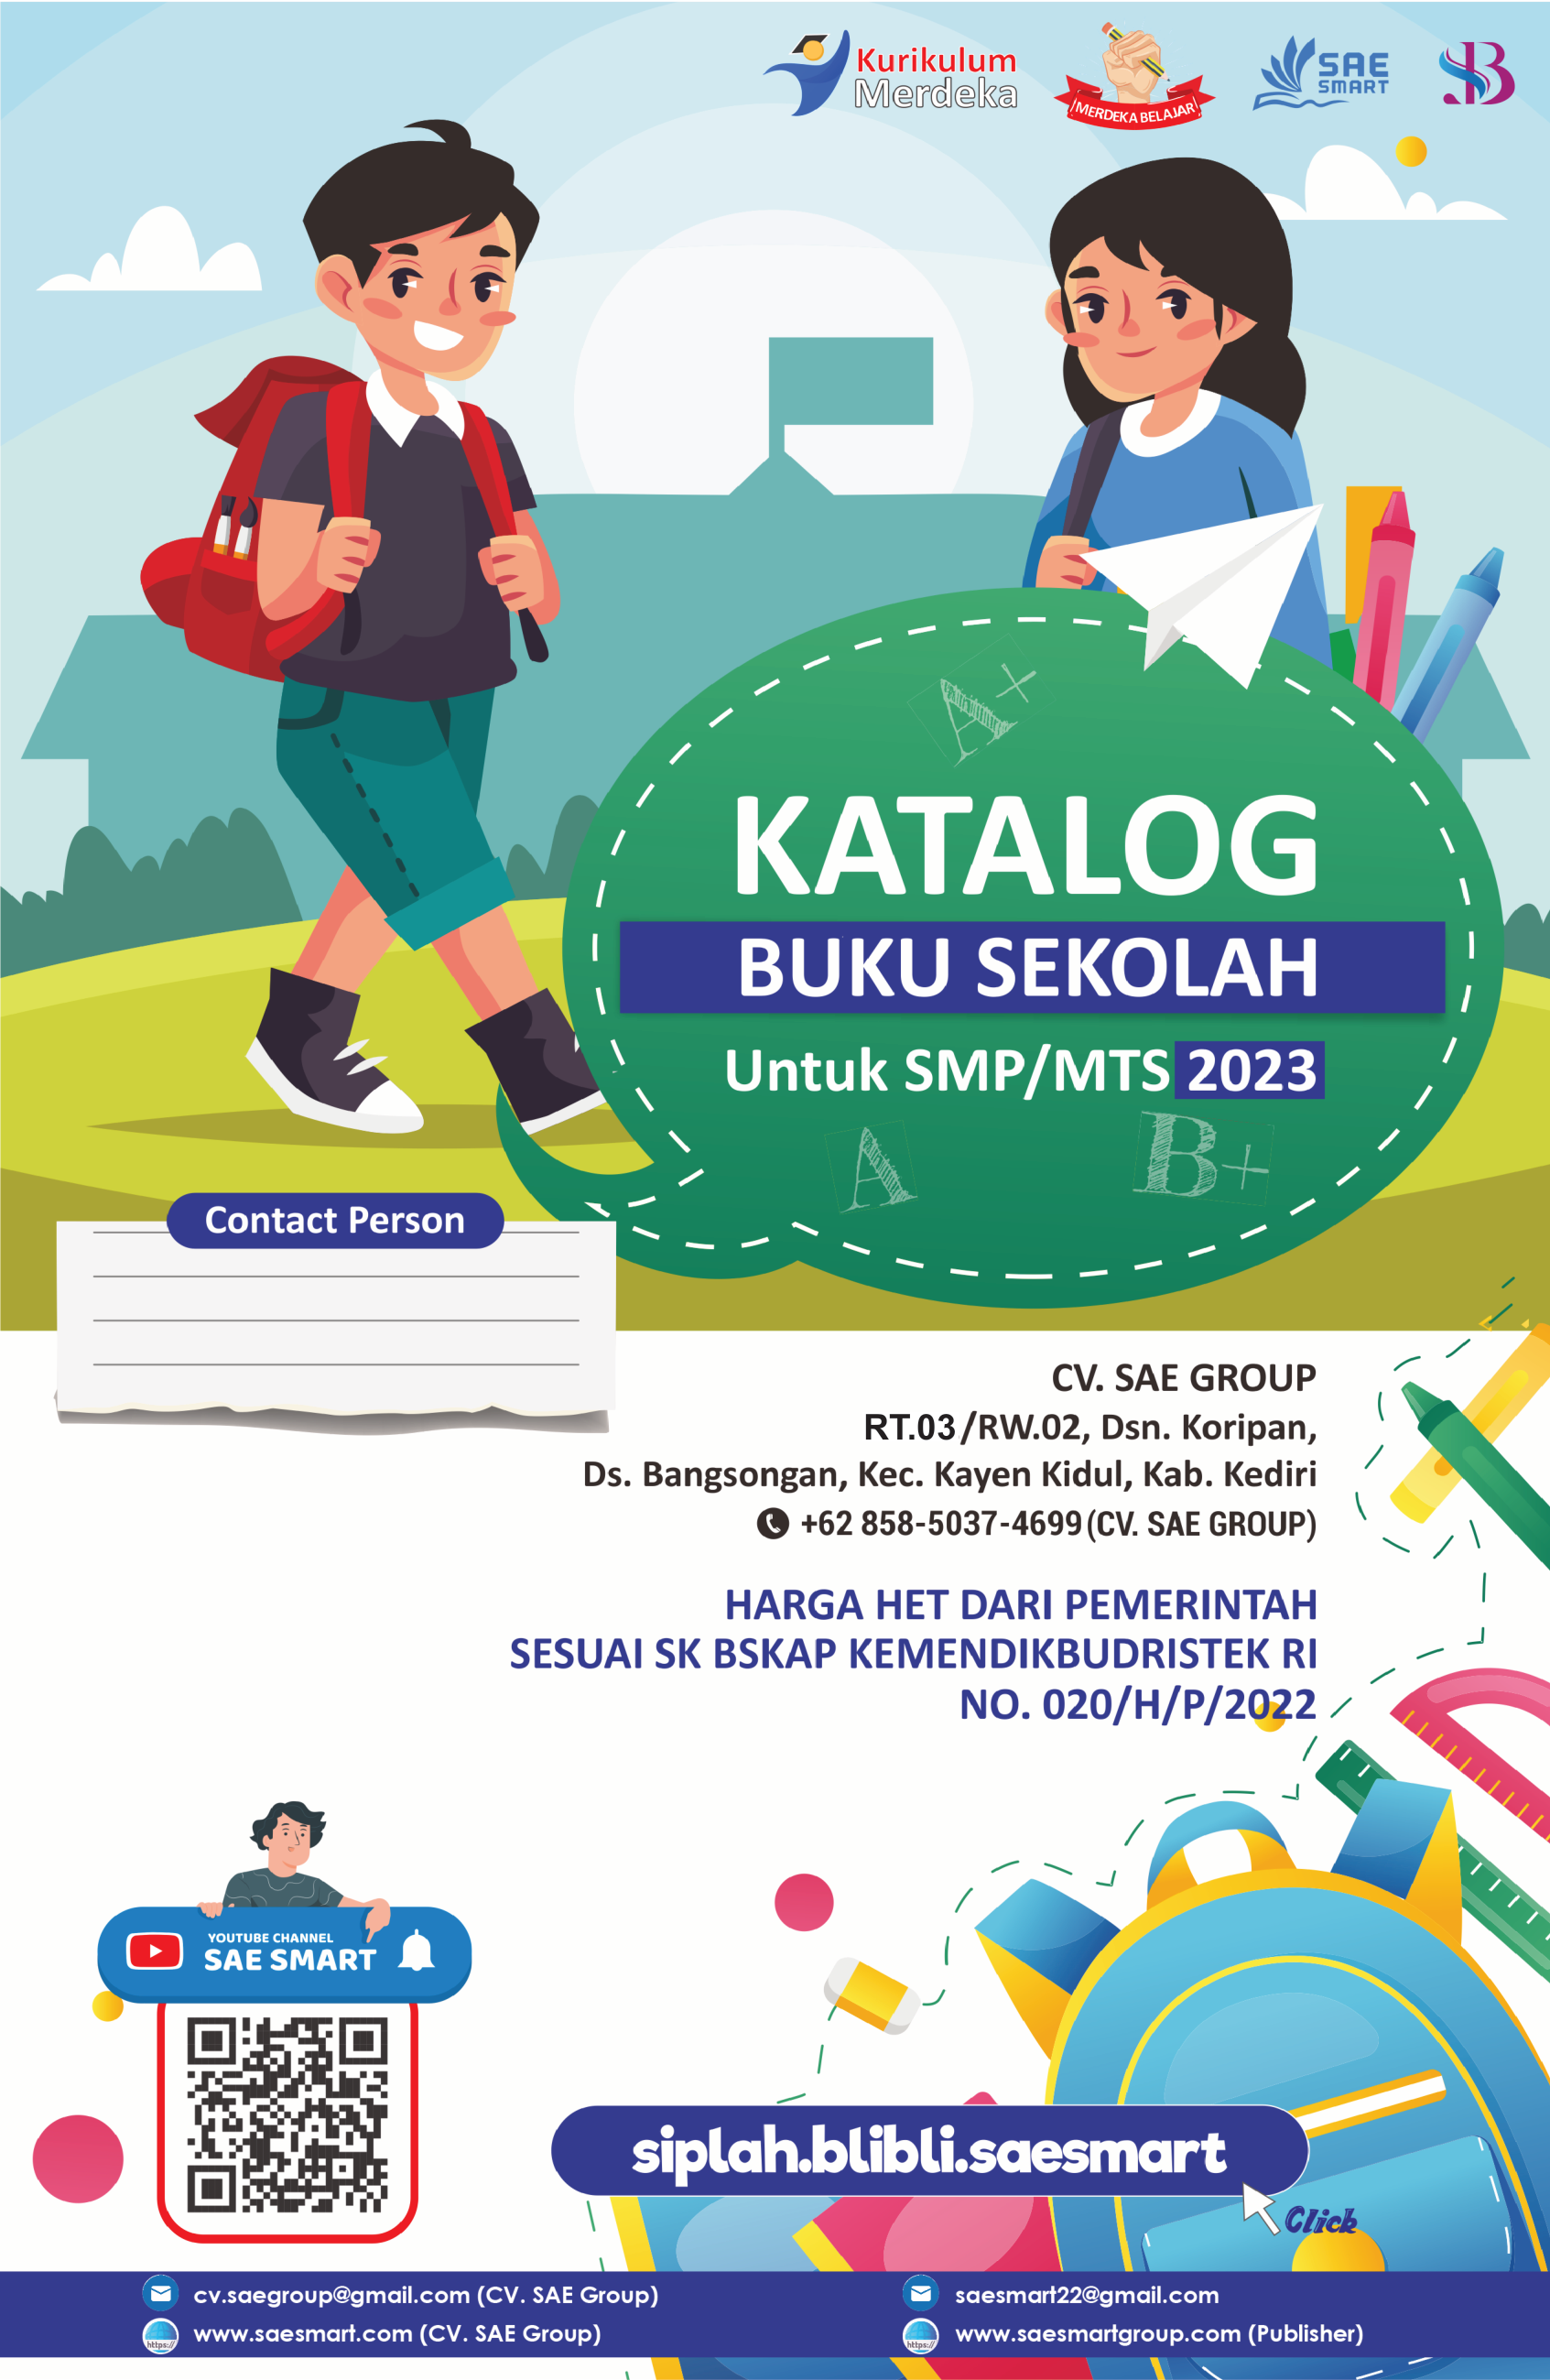 Kurikulum
Merdeka
MERDEKA BELAJAR
SAE
SMART
SB
A+
KATALOG
BUKU SEKOLAH
Untuk SMP/MTS 2023
A
B+
Contact Person
CV. SAE GROUP
RT.03/RW.02, Dsn. Koripan,
Ds. Bangsongan, Kec. Kayen Kidul, Kab. Kediri
+62 858-5037-4699 (CV. SAE GROUP)
HARGA HET DARI PEMERINTAH
SESUAI SK BSKAP KEMENDIKBUDRISTEK RI
NO. 020/H/P/2022
YOUTUBE CHANNEL
SAE SMART
siplah.blibli.saesmart
Click
cv.saegroup@gmail.com (CV. SAE Group)
https://
www.saesmart.com (CV. SAE Group)
saesmart22@gmail.com
https://
www.saesmartgroup.com (Publisher)